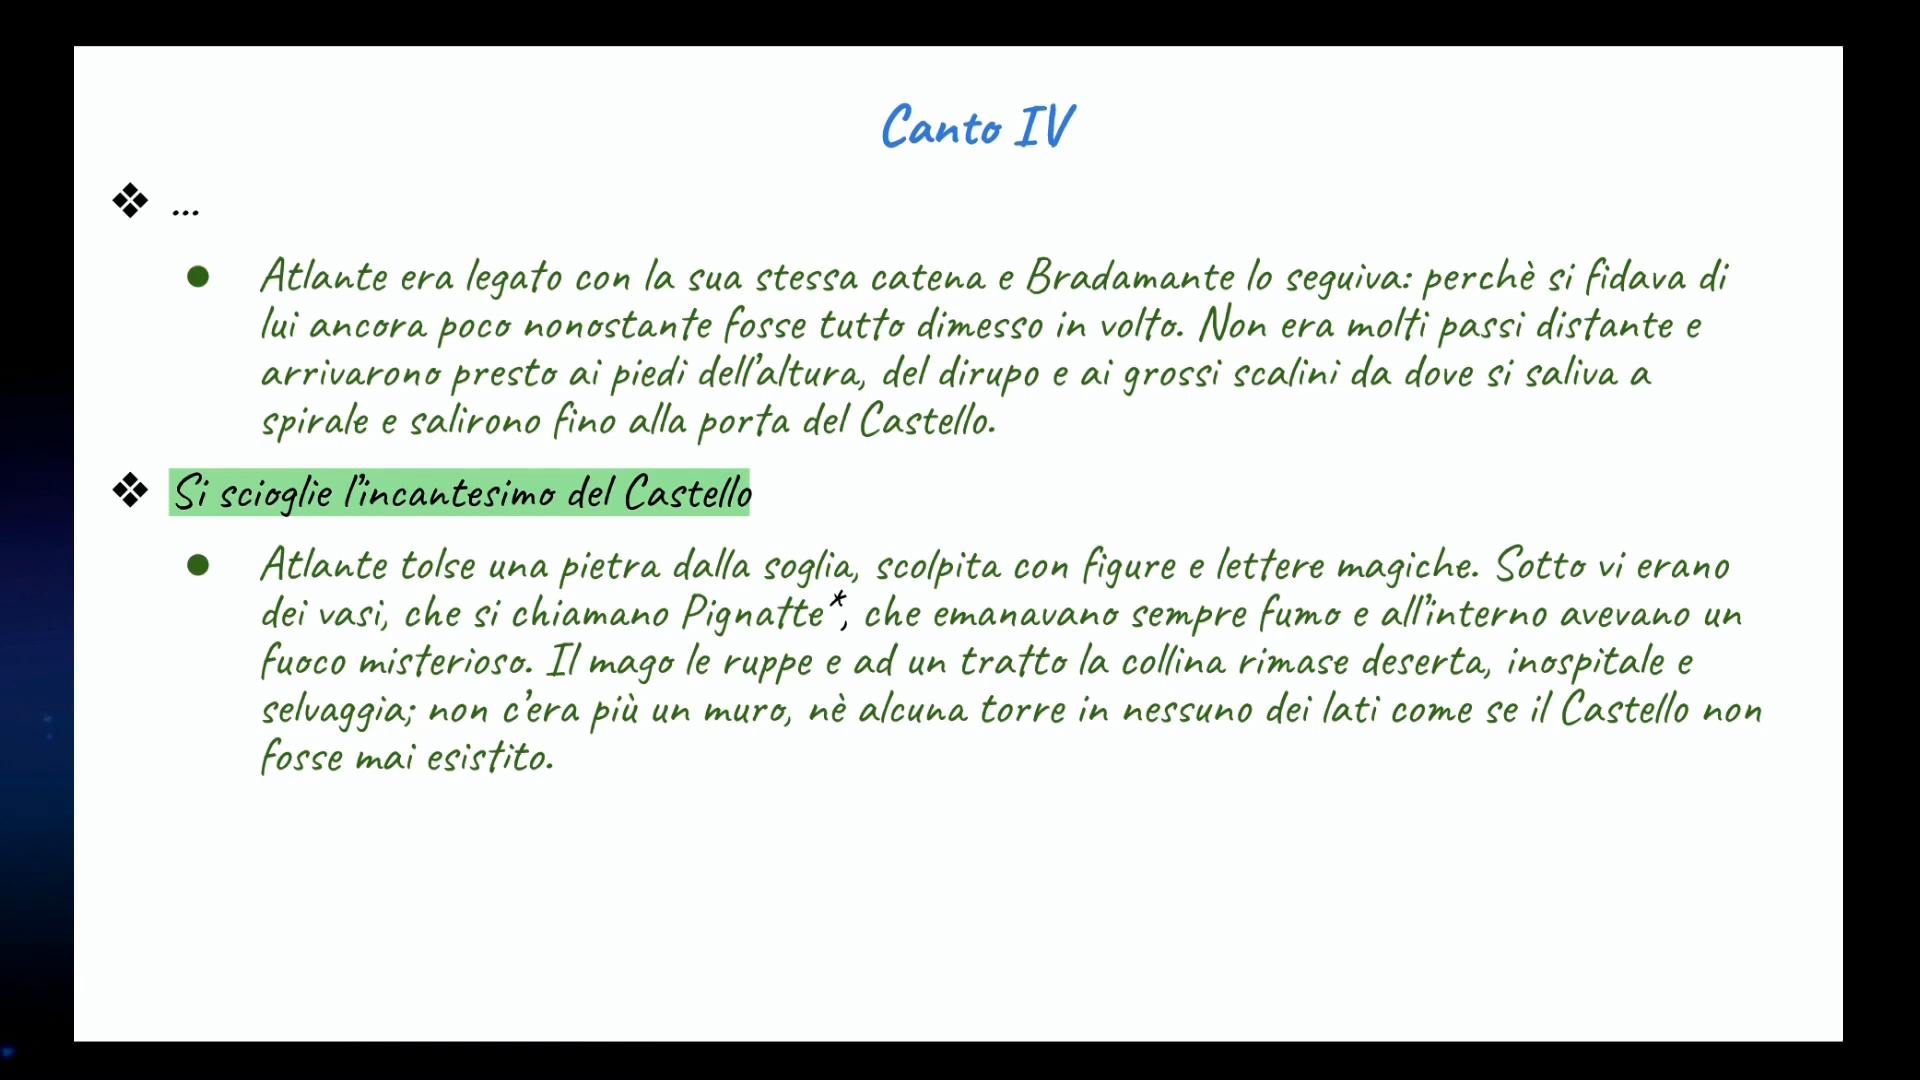 Canto IV
❖ ...
● Atlante era legato con la sua stessa catena e Bradamante lo seguiva: perchè si fidava di
lui ancora poco nonostante fosse tutto dimesso in volto. Non era molti passi distante e
arrivarono presto ai piedi dell'altura, del dirupo e ai grossi scalini da dove si saliva a
spirale e salirono fino alla porta del Castello.
❖ Si scioglie l'incantesimo del Castello
● Atlante tolse una pietra dalla soglia, scolpita con figure e lettere magiche. Sotto vi erano
dei vasi, che si chiamano Pignatte*, che emanavano sempre fumo e all'interno avevano un
fuoco misterioso. Il mago le ruppe e ad un tratto la collina rimase deserta, inospitale e
selvaggia; non c'era più un muro, nè alcuna torre in nessuno dei lati come se il Castello non
fosse mai esistito.